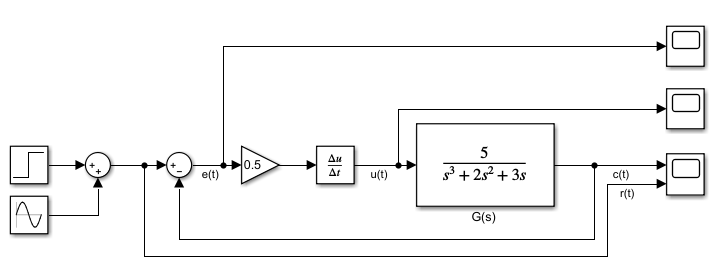 +
+
+
−
e(t)
0.5
Δu
Δt
u(t)
5
s³ + 2s² + 3s
G(s)
c(t)
r(t)